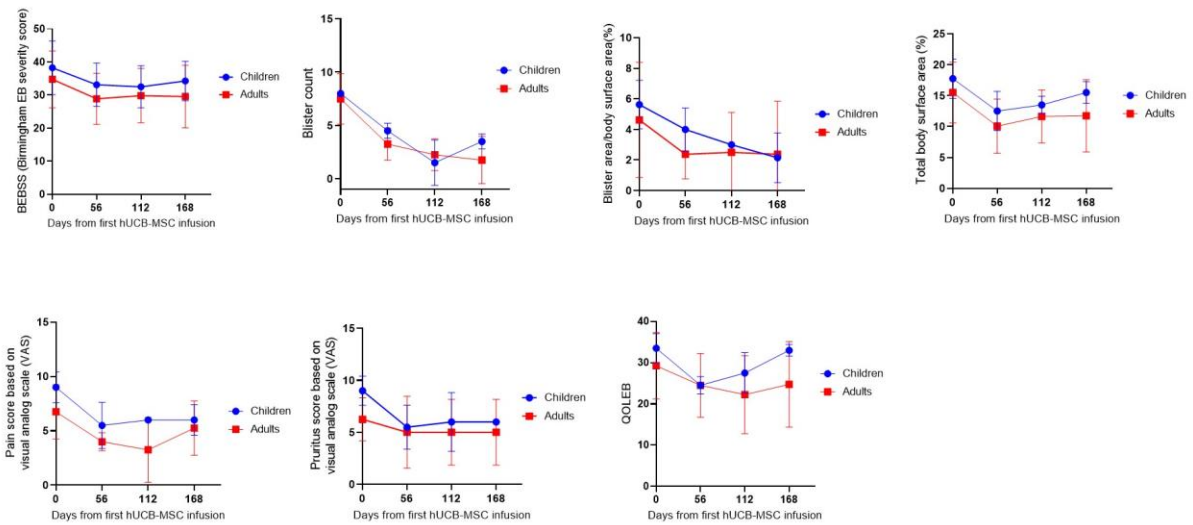 BEBSS (Birmingham EB severity score)
50
40
30
20
10
0
0 56 112 168
Days from first hUCB-MSC infusion
Children
Adults
Blister count
15
10
5
0
0 56 112 168
Days from first hUCB-MSC infusion
Children
Adults
Blister area/body surface area(%)
10
8
6
4
2
0
0 56 112 168
Days from first hUCB-MSC infusion
Children
Adults
Total body surface area (%)
25
20
15
10
5
0
0 56 112 168
Days from first hUCB-MSC infusion
Children
Adults
Pain score based on
visual analog scale (VAS)
15
10
5
0
0 56 112 168
Days from first hUCB-MSC infusion
Children
Adults
Pruritus score based on
visual analog scale (VAS)
15
10
5
0
0 56 112 168
Days from first hUCB-MSC infusion
Children
Adults
QOLEB
40
30
20
10
0
0 56 112 168
Days from first hUCB-MSC infusion
Children
Adults